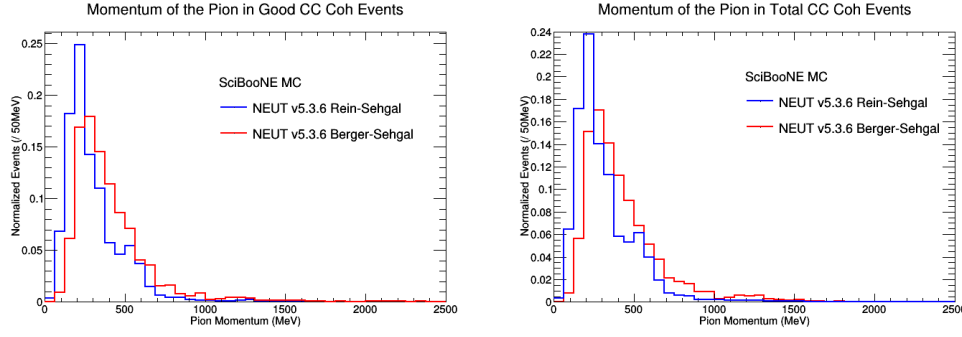 Momentum of the Pion in Good CC Coh Events
Normalized Events (/ 50MeV)
0.25
0.2
0.15
0.1
0.05
0
SciBooNE MC
NEUT v5.3.6 Rein-Sehgal
NEUT v5.3.6 Berger-Sehgal
0 500 1000 1500 2000 2500
Pion Momentum (MeV)
Momentum of the Pion in Total CC Coh Events
Normalized Events (/ 50MeV)
0.24
0.22
0.2
0.18
0.16
0.14
0.12
0.1
0.08
0.06
0.04
0.02
0
SciBooNE MC
NEUT v5.3.6 Rein-Sehgal
NEUT v5.3.6 Berger-Sehgal
0 500 1000 1500 2000 2500
Pion Momentum (MeV)